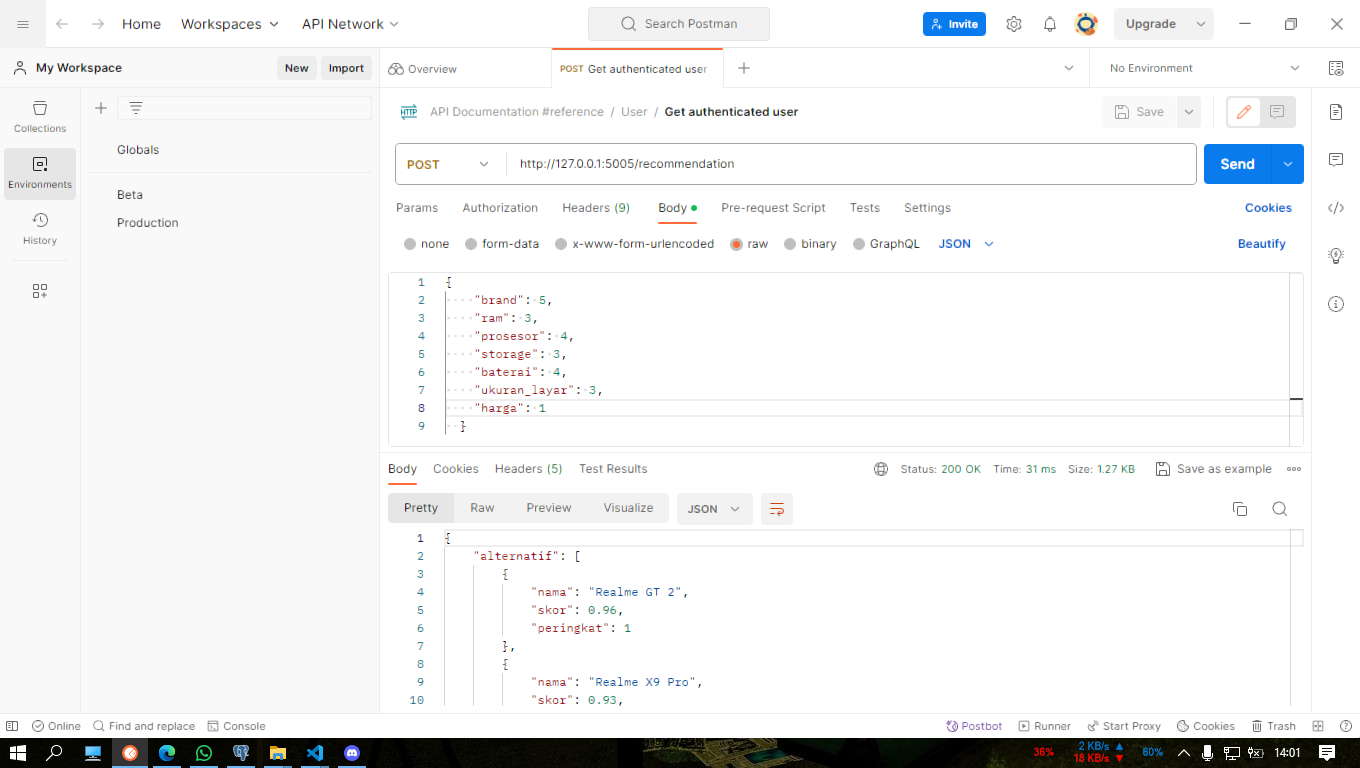 Home Workspaces API Network Search Postman Invite Upgrade
My Workspace New Import Overview POST Get authenticated user No Environment
Collections
Environments
History
Globals
Beta
Production
API Documentation #reference / User / Get authenticated user Save
POST http://127.0.0.1:5005/recommendation Send
Params Authorization Headers (9) Body Pre-request Script Tests Settings Cookies
none form-data x-www-form-urlencoded raw binary GraphQL JSON Beautify
1 {
2 "brand": 5,
3 "ram": 3,
4 "prosesor": 4,
5 "storage": 3,
6 "baterai": 4,
7 "ukuran_layar": 3,
8 "harga": 1
9 }
Body Cookies Headers (5) Test Results Status: 200 OK Time: 31 ms Size: 1.27 KB Save as example
Pretty Raw Preview Visualize JSON
1 {
2 "alternatif": [
3 {
4 "nama": "Realme GT 2",
5 "skor": 0.96,
6 "peringkat": 1
7 },
8 {
9 "nama": "Realme X9 Pro",
10 "skor": 0.93,
Online Find and replace Console Postbot Runner Start Proxy Cookies Trash
36% 2 KB/s 18 KB/s 60% 14:01